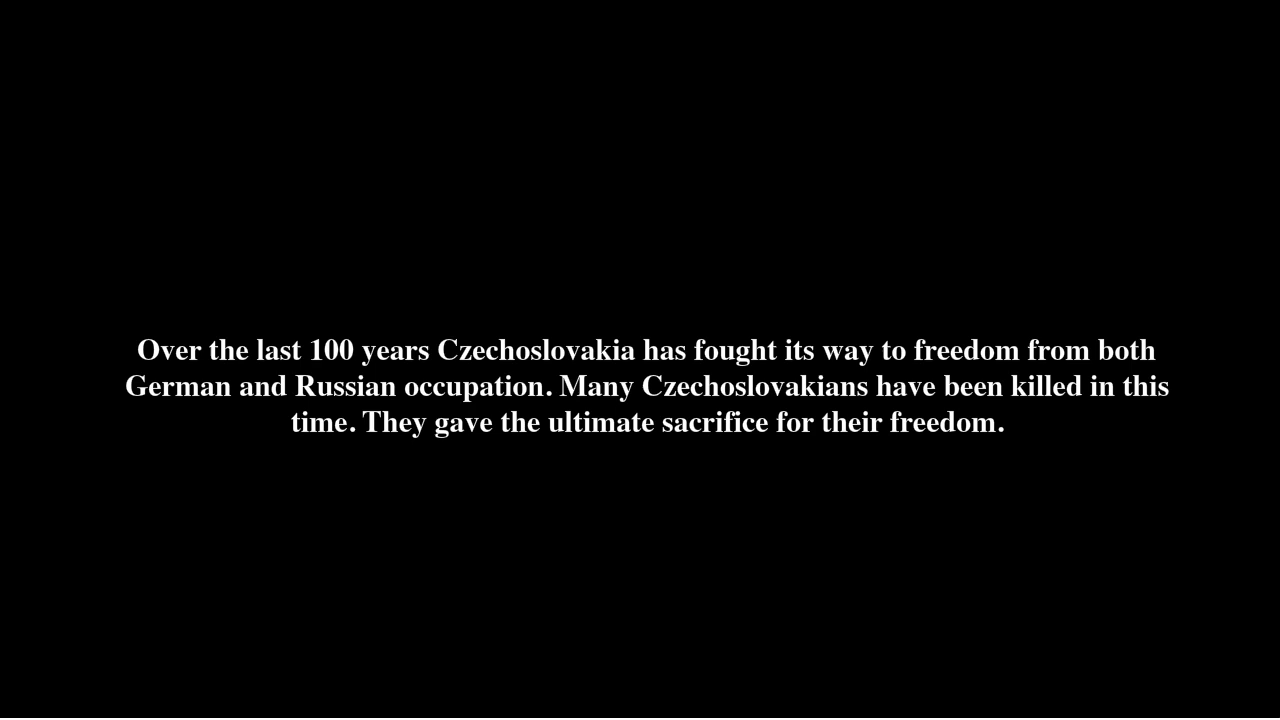 Over the last 100 years Czechoslovakia has fought its way to freedom from both
German and Russian occupation. Many Czechoslovakians have been killed in this
time. They gave the ultimate sacrifice for their freedom.